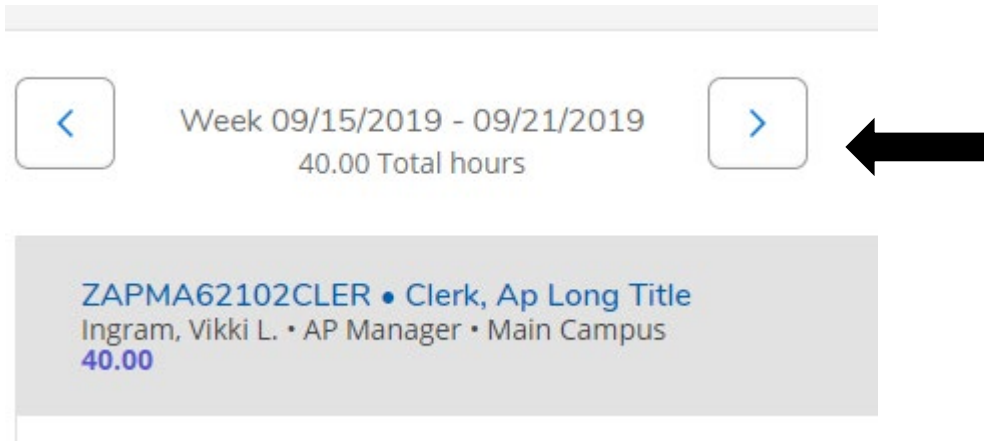 Week 09/15/2019 - 09/21/2019
40.00 Total hours
ZAPMA62102CLER • Clerk, Ap Long Title
Ingram, Vikki L. • AP Manager • Main Campus
40.00